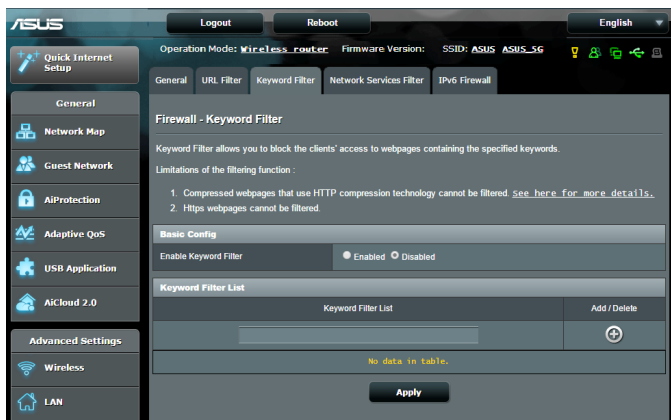 ASUS
Logout
Reboot
English
Quick Internet
Setup
Operation Mode: Wireless router Firmware Version: SSID: ASUS ASUS_5G
General
URL Filter
Keyword Filter
Network Services Filter
IPv6 Firewall
General
Network Map
Guest Network
AiProtection
Adaptive QoS
USB Application
AiCloud 2.0
Advanced Settings
Wireless
LAN
Firewall - Keyword Filter
Keyword Filter allows you to block the clients' access to webpages containing the specified keywords.
Limitations of the filtering function :
1. Compressed webpages that use HTTP compression technology cannot be filtered. See here for more details.
2. Https webpages cannot be filtered.
Basic Config
Enable Keyword Filter
Enabled Disabled
Keyword Filter List
Keyword Filter List
Add / Delete
No data in table.
Apply